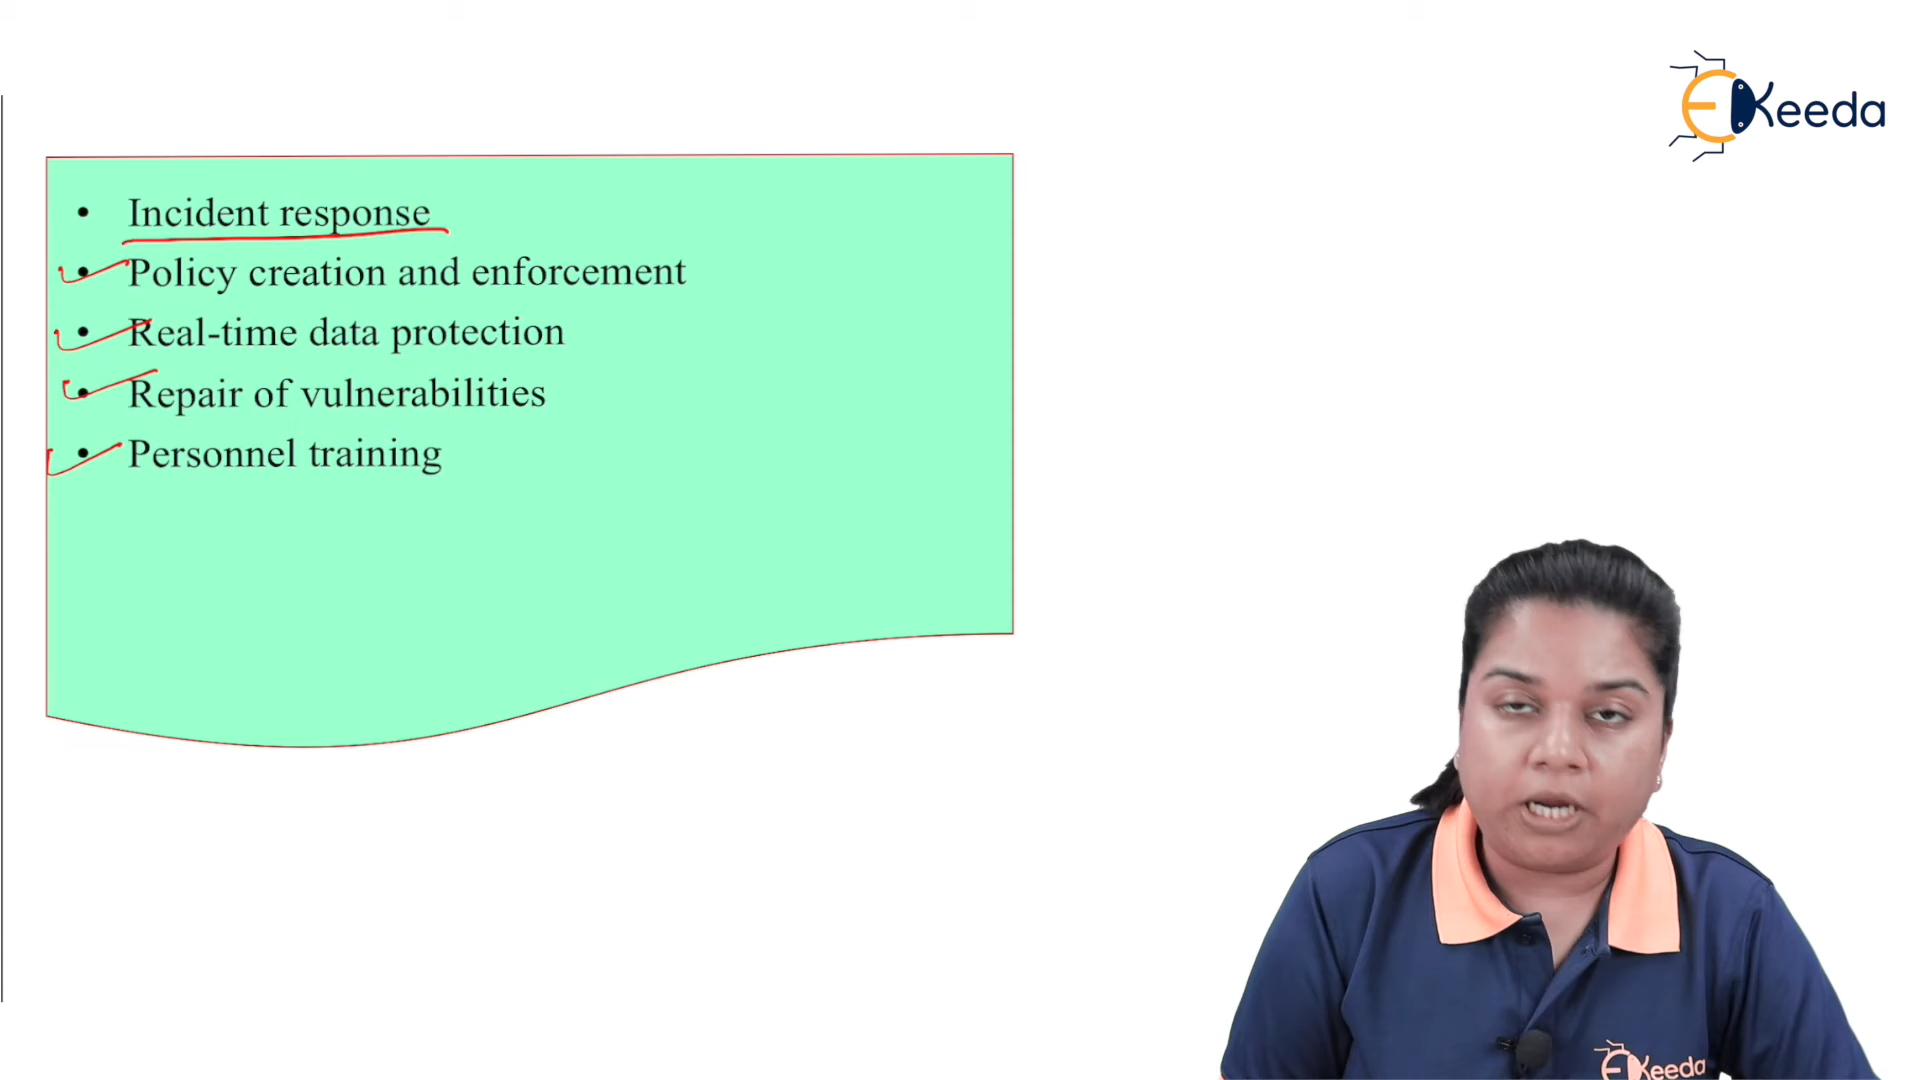 EKeeda
• Incident response
• Policy creation and enforcement
• Real-time data protection
• Repair of vulnerabilities
• Personnel training
EKeeda